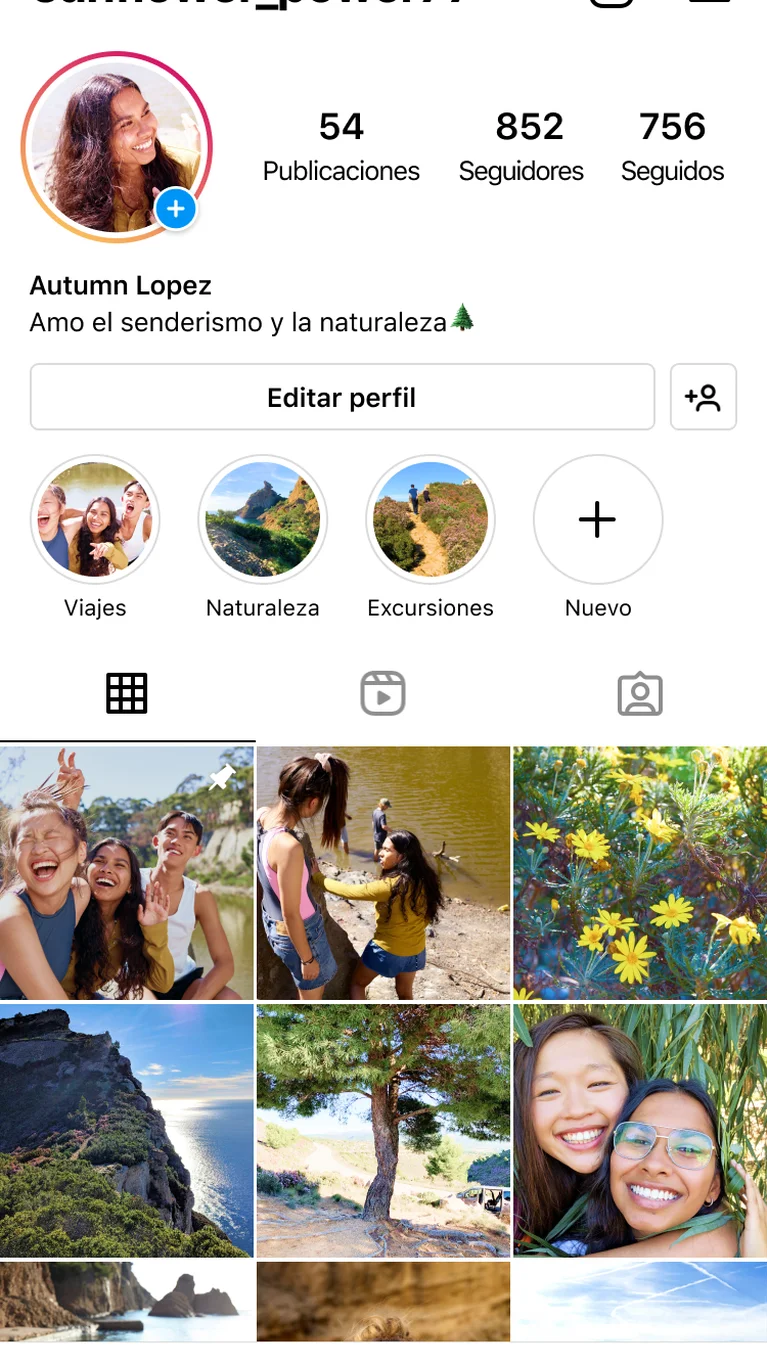 54 852 756
Publicaciones Seguidores Seguidos
Autumn Lopez
Amo el senderismo y la naturaleza🌲
Editar perfil
Viajes Naturaleza Excursiones Nuevo